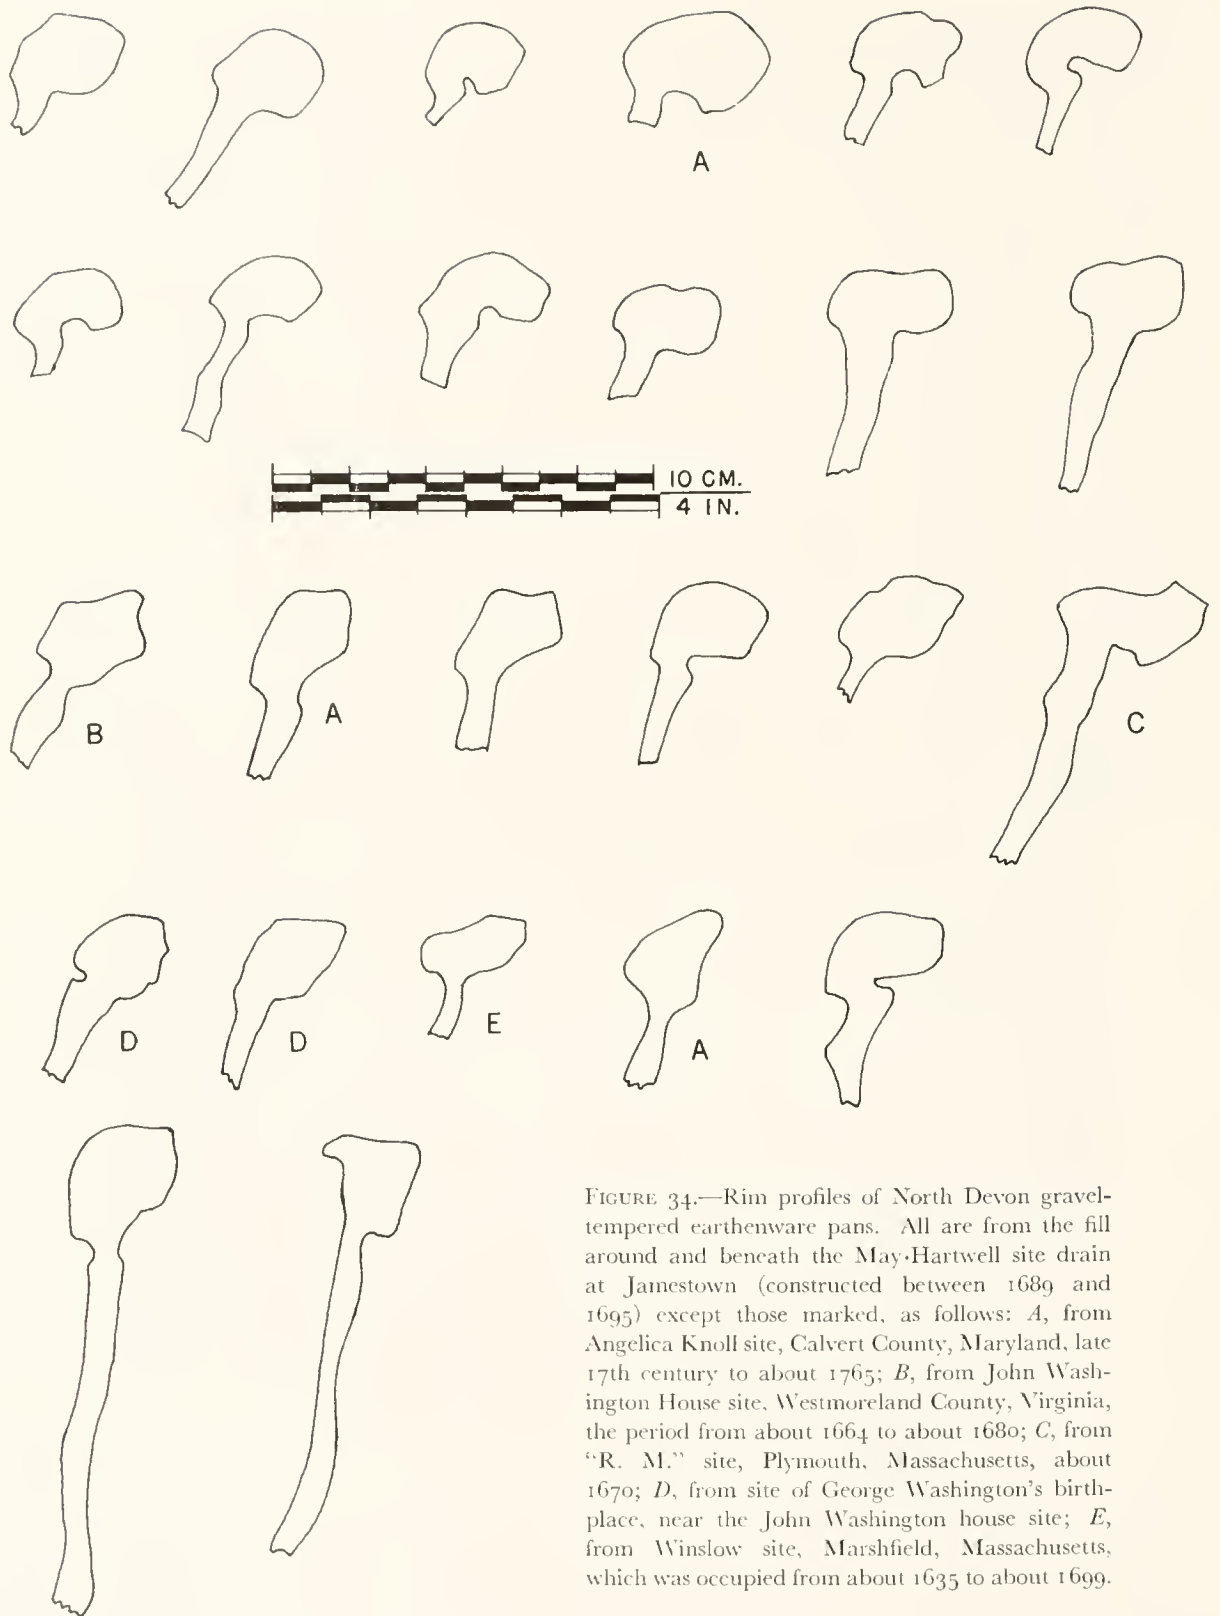 A
10 CM.
4 IN.
B
A
C
D
D
E
A
FIGURE 34.—Rim profiles of North Devon gravel-
tempered earthenware pans. All are from the fill
around and beneath the May-Hartwell site drain
at Jamestown (constructed between 1689 and
1695) except those marked, as follows: A, from
Angelica Knoll site, Calvert County, Maryland, late
17th century to about 1765; B, from John Wash-
ington House site, Westmoreland County, Virginia,
the period from about 1664 to about 1680; C, from
“R. M.” site, Plymouth, Massachusetts, about
1670; D, from site of George Washington's birth-
place, near the John Washington house site; E,
from Winslow site, Marshfield, Massachusetts,
which was occupied from about 1635 to about 1699.